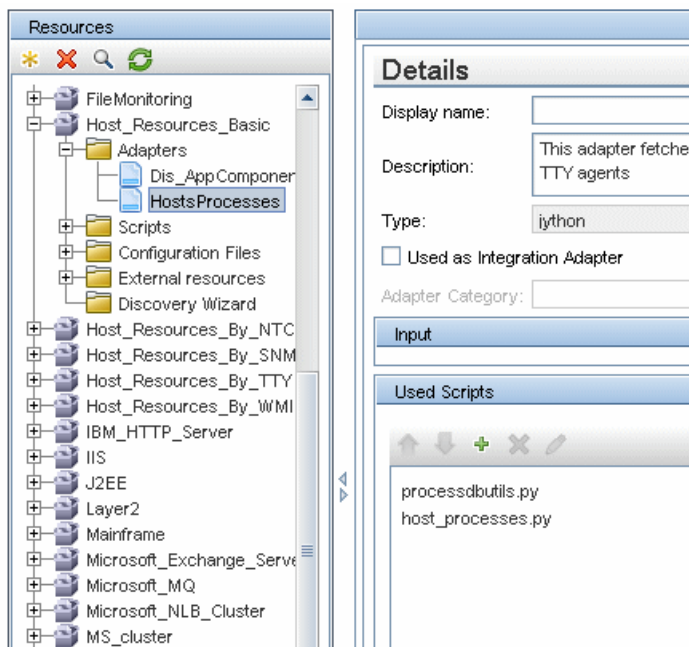 Resources
FileMonitoring
Host_Resources_Basic
Adapters
Dis_AppComponen
HostsProcesses
Scripts
Configuration Files
External resources
Discovery Wizard
Host_Resources_By_NTC
Host_Resources_By_SNM
Host_Resources_By_TTY
Host_Resources_By_WMI
IBM_HTTP_Server
IIS
J2EE
Layer2
Mainframe
Microsoft_Exchange_Serve
Microsoft_MQ
Microsoft_NLB_Cluster
MS_cluster
Details
Display name:
Description:
This adapter fetche
TTY agents
Type:
jython
Used as Integration Adapter
Adapter Category:
Input
Used Scripts
processdbutils.py
host_processes.py